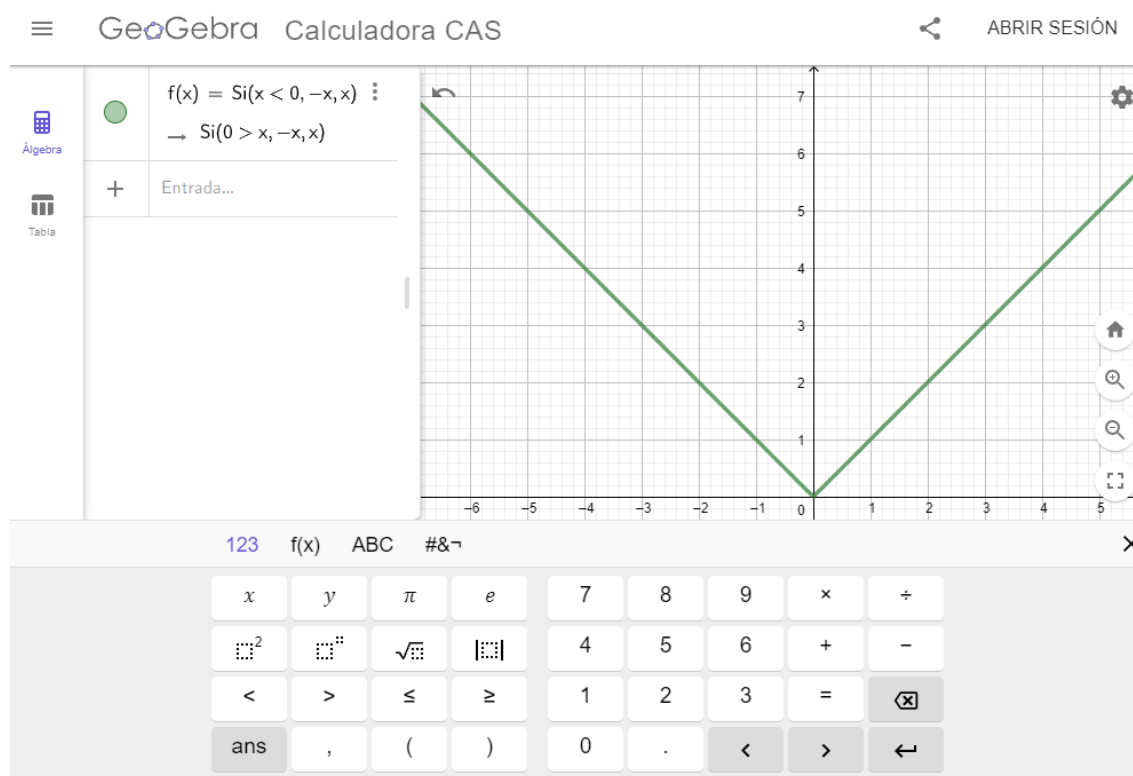 GeoGebra Calculadora CAS
ABRIR SESIÓN
Álgebra
Tabla
f(x) = Si(x < 0, −x, x)
→ Si(0 > x, −x, x)
+ Entrada...
7
6
5
4
3
2
1
−6 −5 −4 −3 −2 −1 0 1 2 3 4 5
123 f(x) ABC #&¬
x y π e 7 8 9 × ÷
2 √ | | 4 5 6 + −
< > ≤ ≥ 1 2 3 =
ans , ( ) 0 . < >